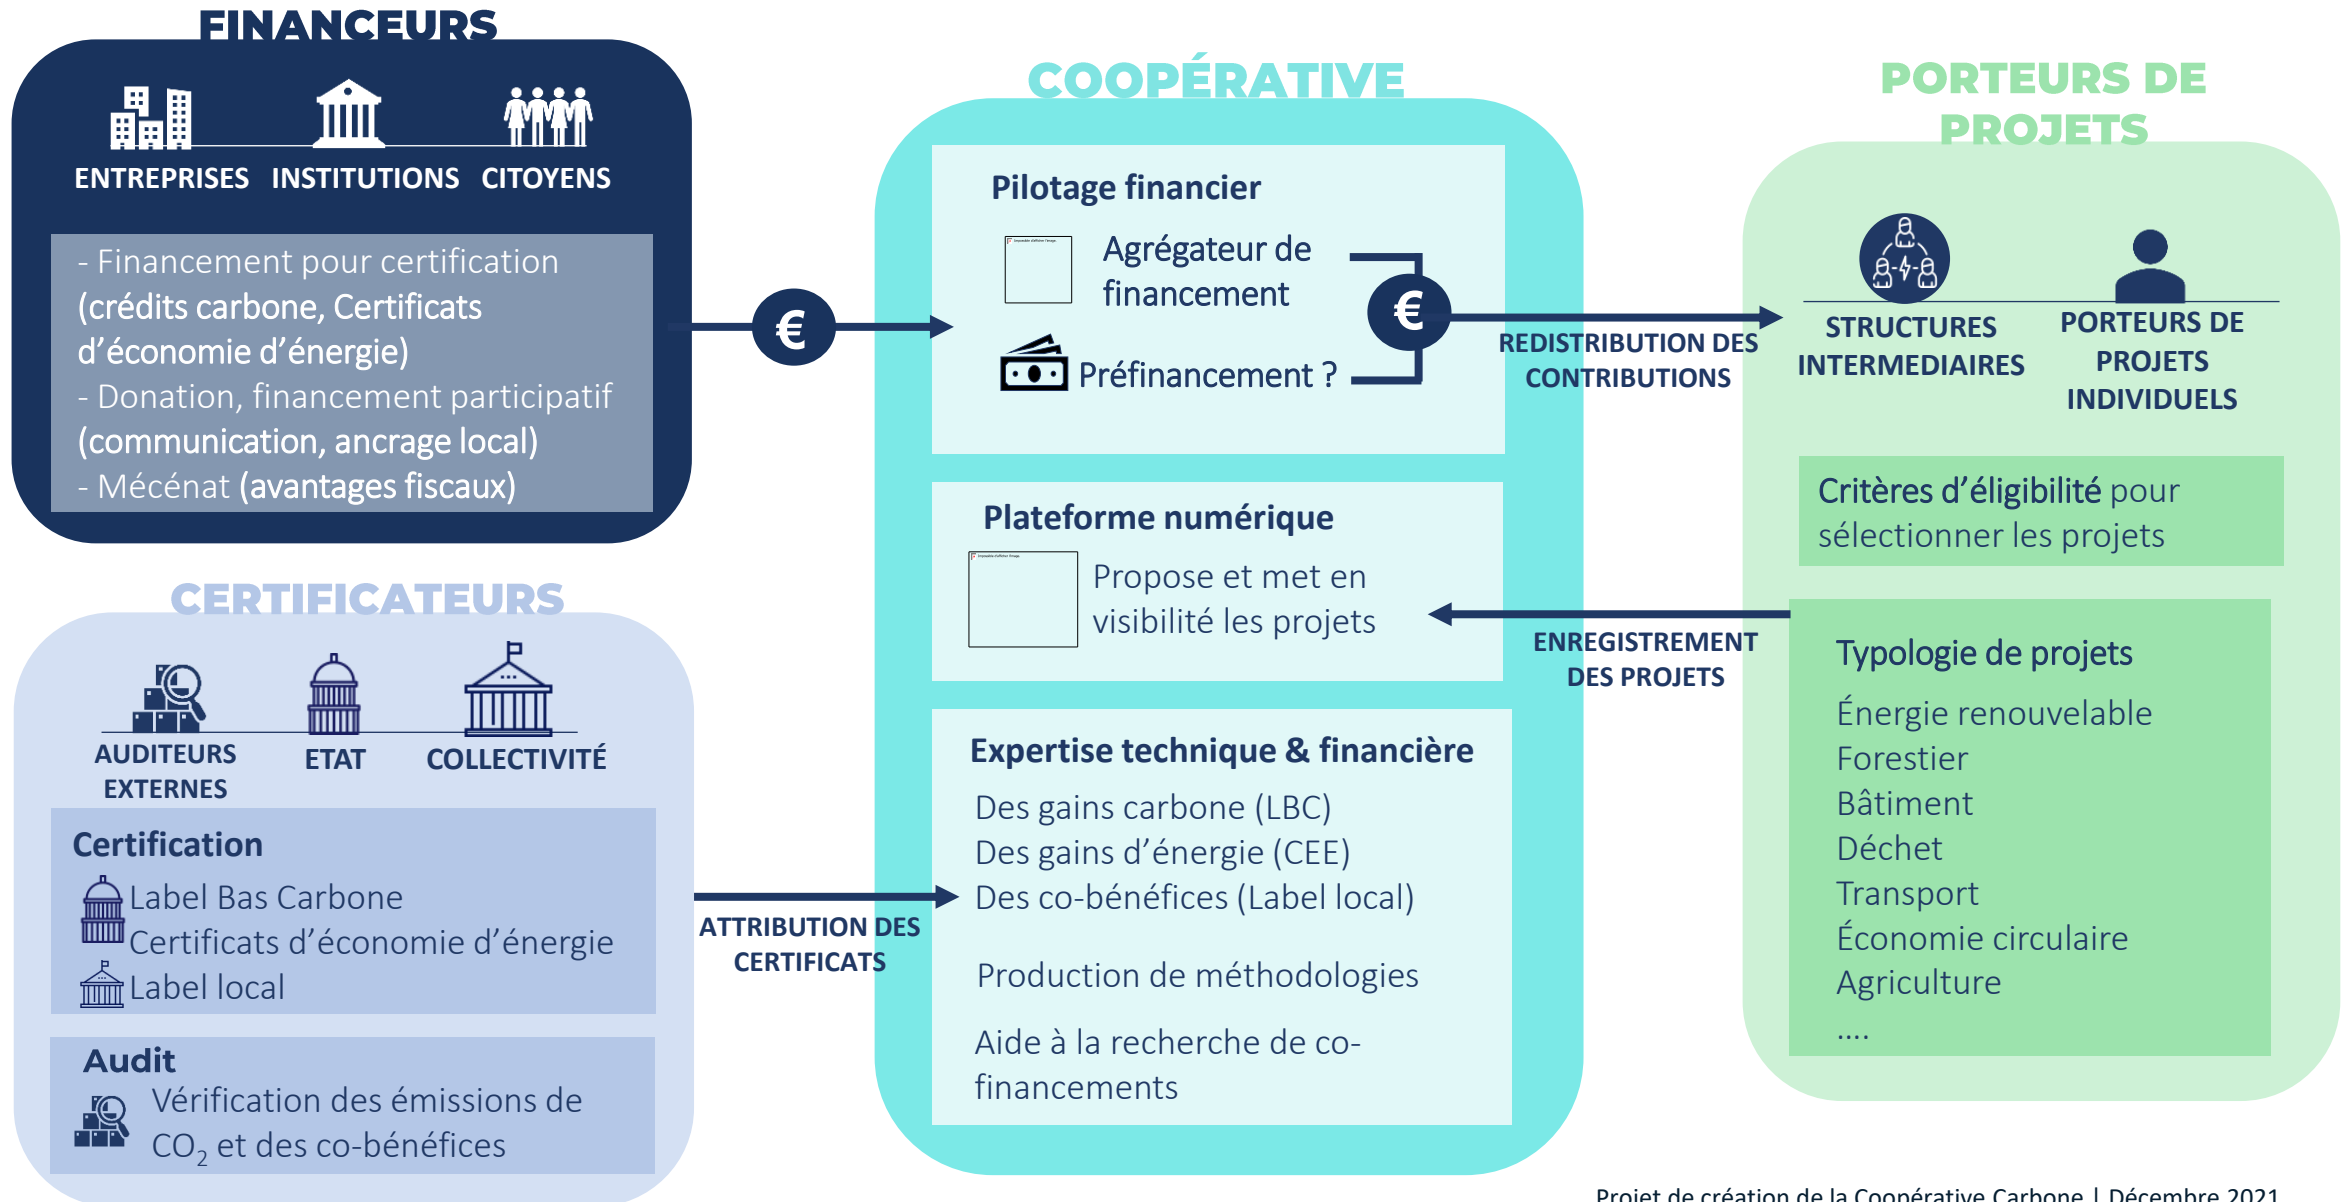 FINANCEURS
ENTREPRISES INSTITUTIONS CITOYENS
- Financement pour certification
(crédits carbone, Certificats
d’économie d’énergie)
- Donation, financement participatif
(communication, ancrage local)
- Mécénat (avantages fiscaux)
€
CERTIFICATEURS
AUDITEURS
EXTERNES
ETAT
COLLECTIVITÉ
Certification
Label Bas Carbone
Certificats d’économie d’énergie
Label local
Audit
Vérification des émissions de
CO2 et des co-bénéfices
ATTRIBUTION DES
CERTIFICATS
COOPÉRATIVE
Pilotage financier
Impossible d'afficher l'image.
Agrégateur de
financement
Préfinancement ?
€
Plateforme numérique
Impossible d'afficher l'image.
Propose et met en
visibilité les projets
Expertise technique & financière
Des gains carbone (LBC)
Des gains d’énergie (CEE)
Des co-bénéfices (Label local)
Production de méthodologies
Aide à la recherche de co-
financements
REDISTRIBUTION DES
CONTRIBUTIONS
ENREGISTREMENT
DES PROJETS
PORTEURS DE
PROJETS
STRUCTURES
INTERMEDIAIRES
PORTEURS DE
PROJETS
INDIVIDUELS
Critères d’éligibilité pour
sélectionner les projets
Typologie de projets
Énergie renouvelable
Forestier
Bâtiment
Déchet
Transport
Économie circulaire
Agriculture
....
Projet de création de la Coopérative Carbone | Décembre 2021